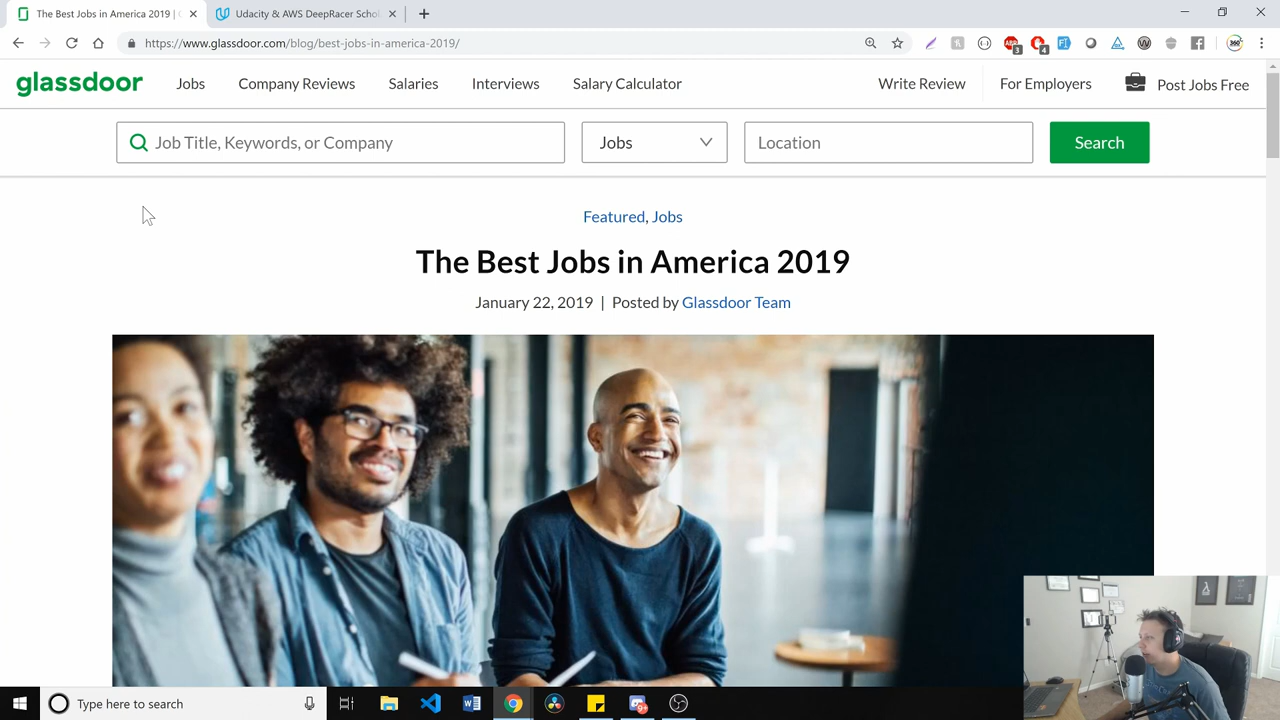 The Best Jobs in America 2019 |
Udacity & AWS DeepRacer Schol
https://www.glassdoor.com/blog/best-jobs-in-america-2019/
3
4
glassdoor
Jobs
Company Reviews
Salaries
Interviews
Salary Calculator
Write Review
For Employers
Post Jobs Free
Job Title, Keywords, or Company
Jobs
Location
Search
Featured, Jobs
The Best Jobs in America 2019
January 22, 2019 | Posted by Glassdoor Team
Type here to search